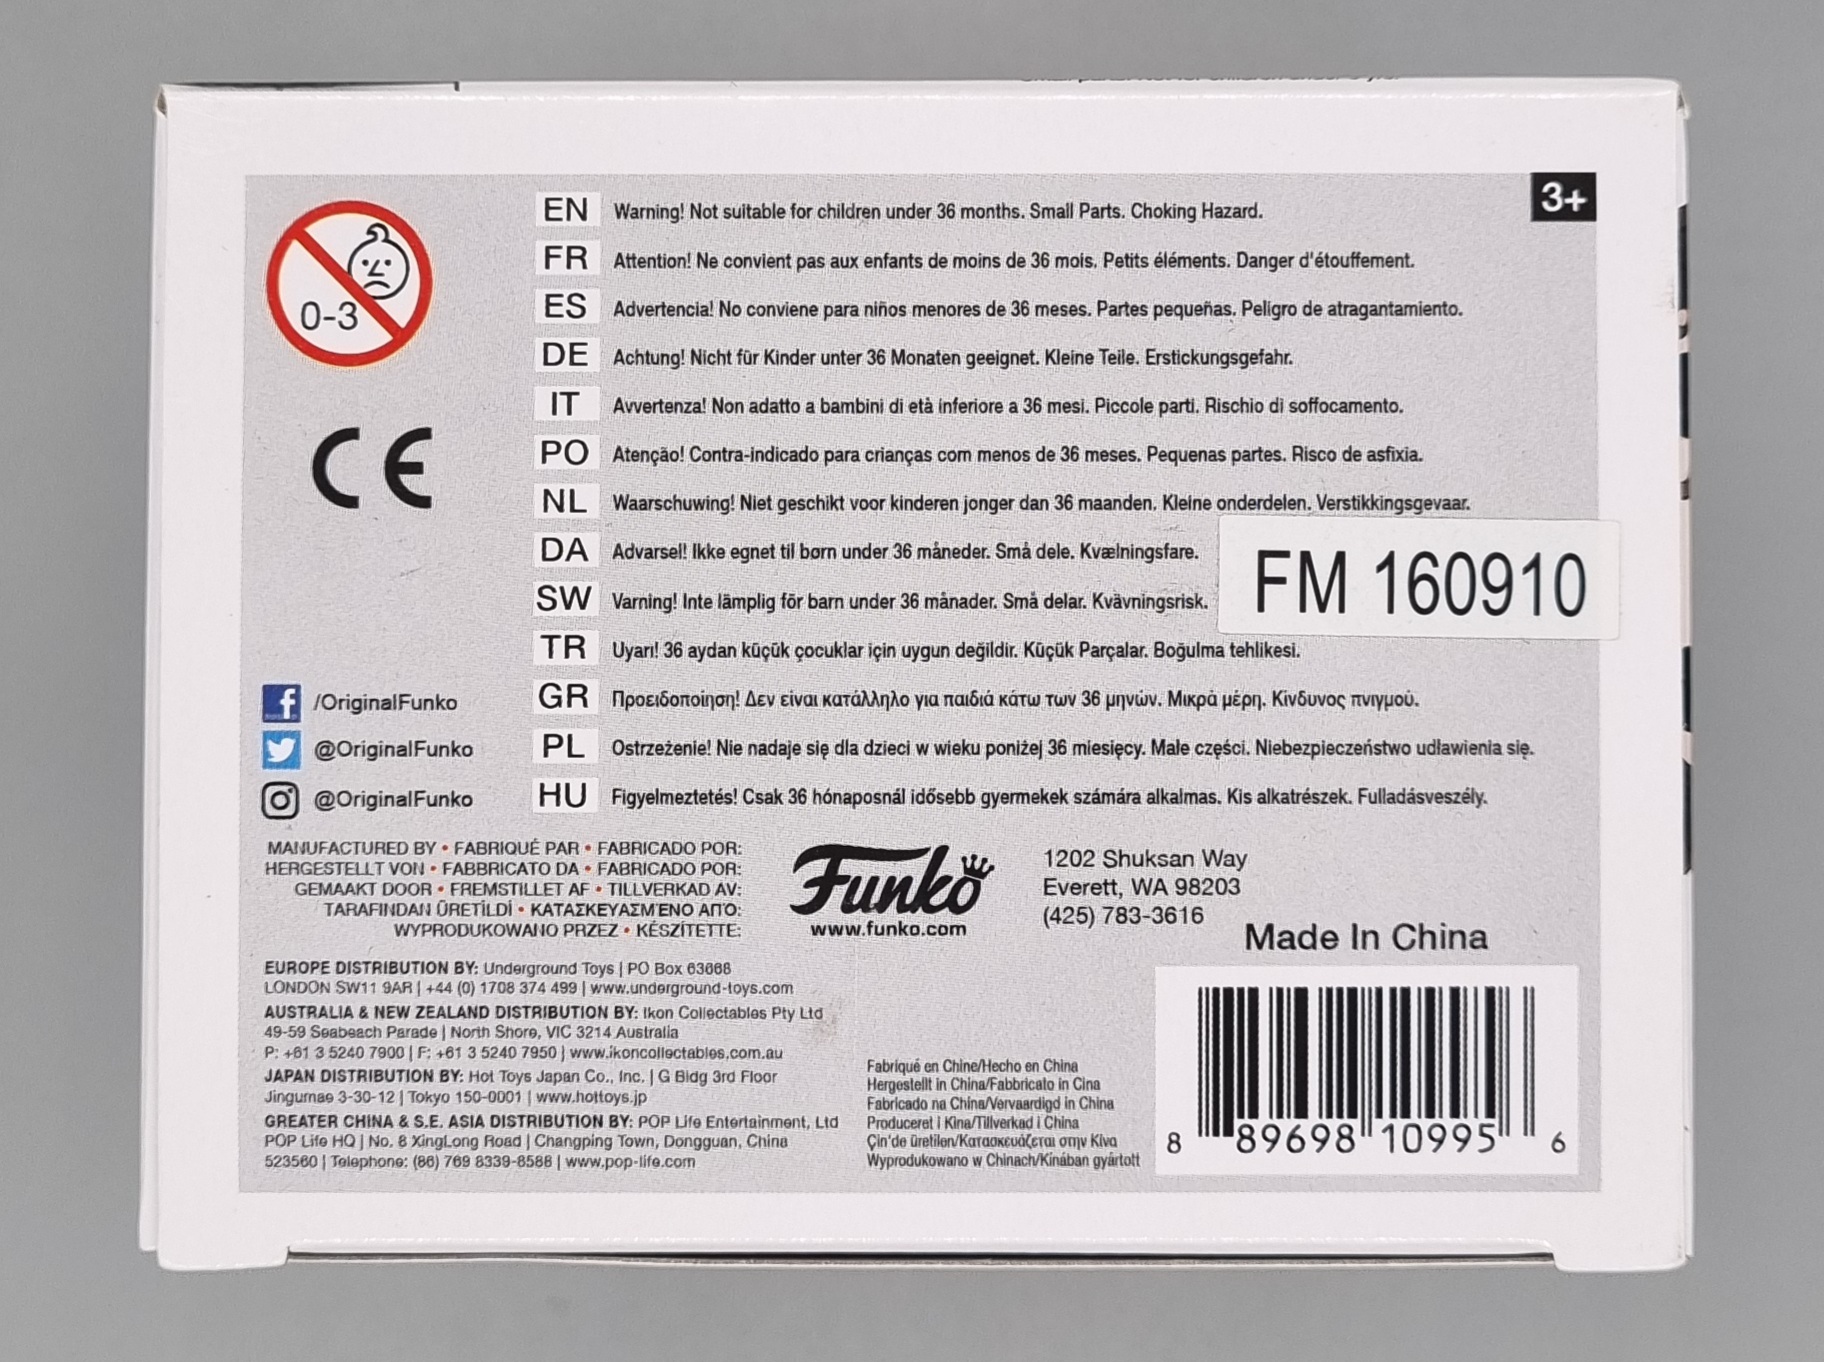 3+
0-3
EN Warning! Not suitable for children under 36 months. Small Parts. Choking Hazard.
FR Attention! Ne convient pas aux enfants de moins de 36 mois. Petits éléments. Danger d'étouffement.
ES Advertencia! No conviene para niños menores de 36 meses. Partes pequeñas. Peligro de atragantamiento.
DE Achtung! Nicht für Kinder unter 36 Monaten geeignet. Kleine Teile. Erstickungsgefahr.
IT Avvertenza! Non adatto a bambini di età inferiore a 36 mesi. Piccole parti. Rischio di soffocamento.
PO Atenção! Contra-indicado para crianças com menos de 36 meses. Pequenas partes. Risco de asfixia.
NL Waarschuwing! Niet geschikt voor kinderen jonger dan 36 maanden. Kleine onderdelen. Verstikkingsgevaar.
DA Advarsel! Ikke egnet til børn under 36 måneder. Små dele. Kvælningsfare.
SW Varning! Inte lämplig för barn under 36 månader. Små delar. Kvävningsrisk.
TR Uyarı! 36 aydan küçük çocuklar için uygun değildir. Küçük Parçalar. Boğulma tehlikesi.
GR Προειδοποίηση! Δεν είναι κατάλληλο για παιδιά κάτω των 36 μηνών. Μικρά μέρη. Κίνδυνος πνιγμού.
PL Ostrzeżenie! Nie nadaje się dla dzieci w wieku poniżej 36 miesięcy. Małe części. Niebezpieczeństwo udławienia się.
HU Figyelmeztetés! Csak 36 hónaposnál idősebb gyermekek számára alkalmas. Kis alkatrészek. Fulladásveszély.
FM 160910
CE
/OriginalFunko
@OriginalFunko
@OriginalFunko
MANUFACTURED BY • FABRIQUÉ PAR • FABRICADO POR:
HERGESTELLT VON • FABBRICATO DA • FABRICADO POR:
GEMAAKT DOOR • FREMSTILLET AF • TILLVERKAD AV:
TARAFINDAN ÜRETİLDİ • ΚΑΤΑΣΚΕΥΑΣΜΈΝΟ ΑΠΌ:
WYPRODUKOWANO PRZEZ • KÉSZÍTETTE:
Funko
www.funko.com
1202 Shuksan Way
Everett, WA 98203
(425) 783-3616
Made In China
EUROPE DISTRIBUTION BY: Underground Toys | PO Box 63668
LONDON SW11 9AR | +44 (0) 1708 374 499 | www.underground-toys.com
AUSTRALIA & NEW ZEALAND DISTRIBUTION BY: Ikon Collectables Pty Ltd
49-59 Seabeach Parade | North Shore, VIC 3214 Australia
P: +61 3 5240 7900 | F: +61 3 5240 7950 | www.ikoncollectables.com.au
JAPAN DISTRIBUTION BY: Hot Toys Japan Co., Inc. | G Bldg 3rd Floor
Jingumae 3-30-12 | Tokyo 150-0001 | www.hottoys.jp
GREATER CHINA & S.E. ASIA DISTRIBUTION BY: POP Life Entertainment, Ltd
POP Life HQ | No. 8 XingLong Road | Changping Town, Dongguan, China
523560 | Telephone: (86) 769 8339-8588 | www.pop-life.com
Fabriqué en Chine/Hecho en China
Hergestellt in China/Fabbricato in Cina
Fabricado na China/Vervaardigd in China
Produceret i Kina/Tillverkad i China
Çin'de üretilen/Κατασκευάζεται στην Κίνα
Wyprodukowano w Chinach/Kínában gyártott
8 89698 10995 6